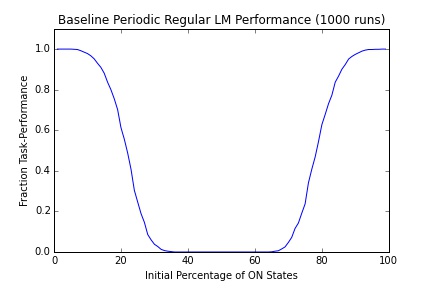 Baseline Periodic Regular LM Performance (1000 runs)
1.0
0.8
0.6
0.4
0.2
0.0
Fraction Task-Performance
0 20 40 60 80 100
Initial Percentage of ON States